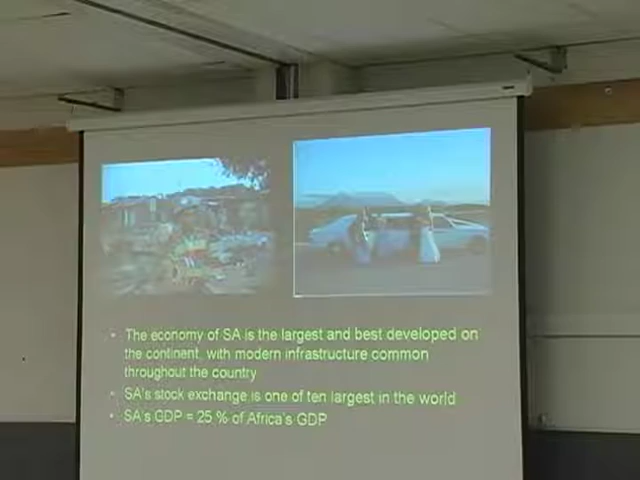 • The economy of SA is the largest and best developed on
the continent, with modern infrastructure common
throughout the country
• SA's stock exchange is one of ten largest in the world
• SA's GDP = 25 % of Africa's GDP